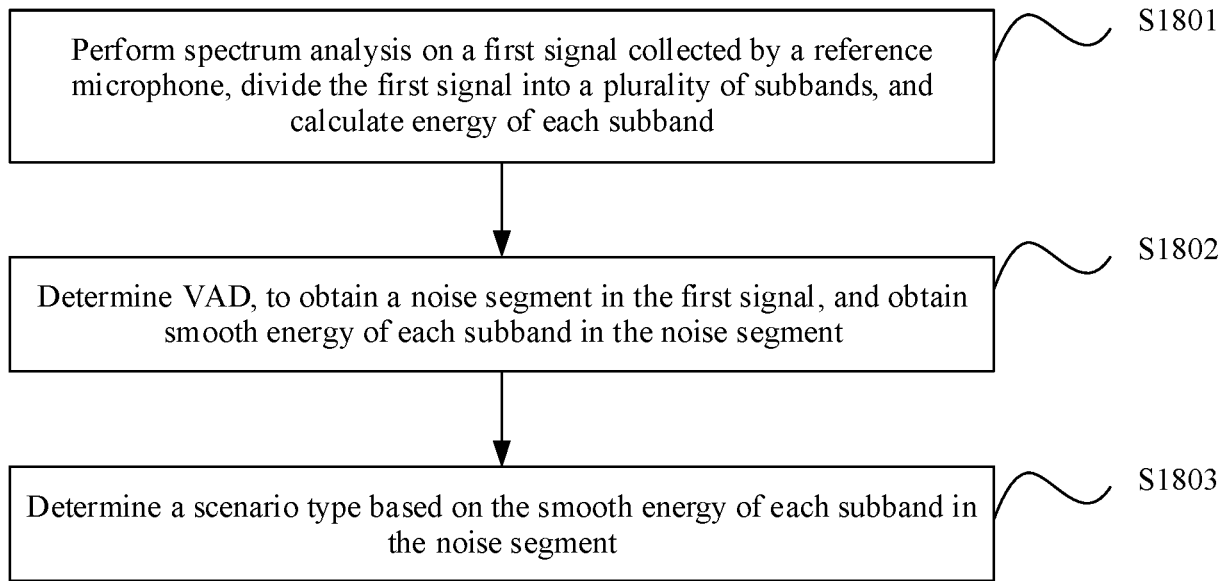 S1801
Perform spectrum analysis on a first signal collected by a reference
microphone, divide the first signal into a plurality of subbands, and
calculate energy of each subband
S1802
Determine VAD, to obtain a noise segment in the first signal, and obtain
smooth energy of each subband in the noise segment
S1803
Determine a scenario type based on the smooth energy of each subband in
the noise segment